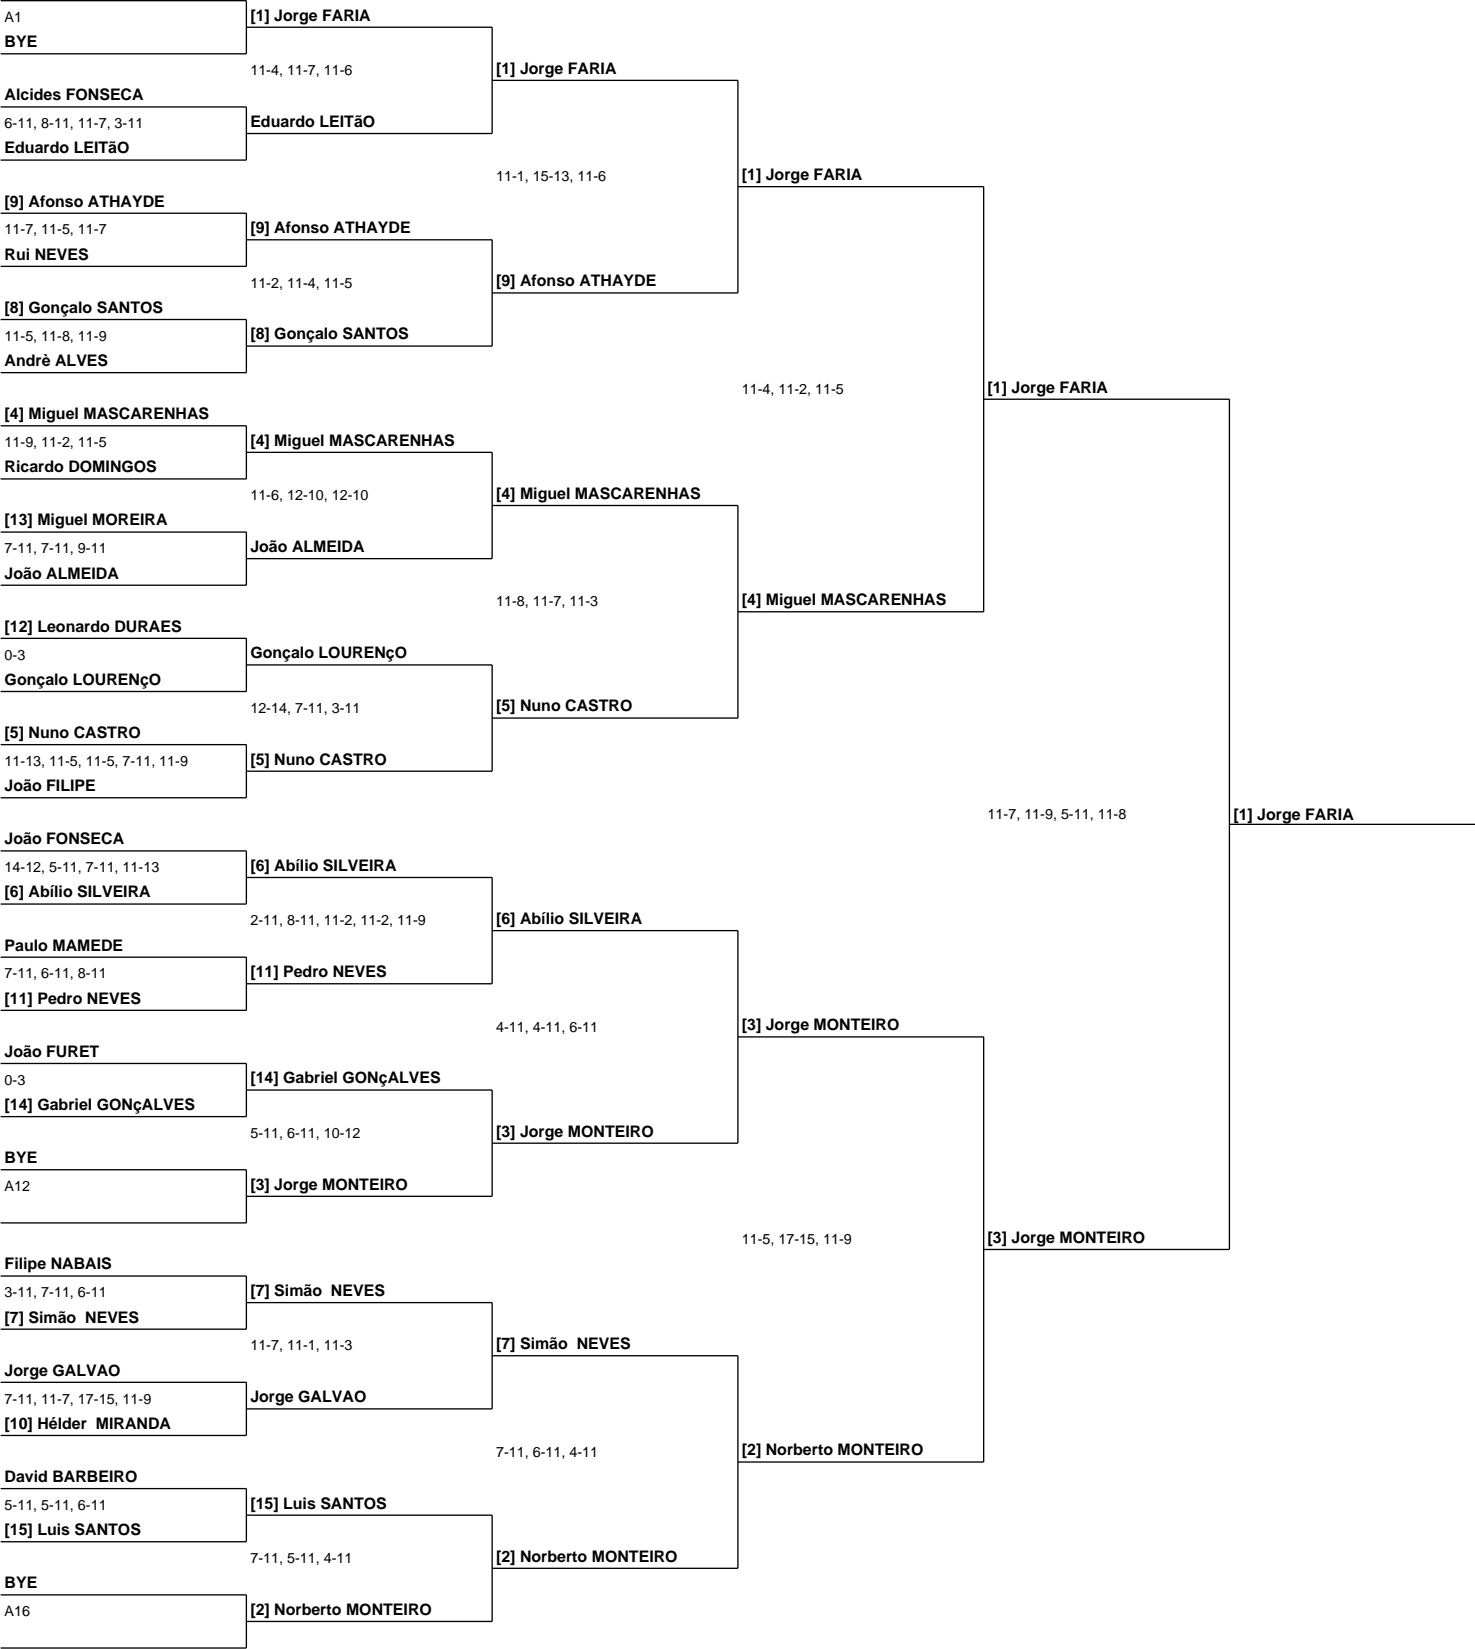 A1
[1] Jorge FARIA
BYE
11-4, 11-7, 11-6
[1] Jorge FARIA
Alcides FONSECA
6-11, 8-11, 11-7, 3-11
Eduardo LEITãO
Eduardo LEITãO
11-1, 15-13, 11-6
[1] Jorge FARIA
[9] Afonso ATHAYDE
11-7, 11-5, 11-7
[9] Afonso ATHAYDE
Rui NEVES
11-2, 11-4, 11-5
[9] Afonso ATHAYDE
[8] Gonçalo SANTOS
11-5, 11-8, 11-9
[8] Gonçalo SANTOS
Andrè ALVES
11-4, 11-2, 11-5
[1] Jorge FARIA
[4] Miguel MASCARENHAS
11-9, 11-2, 11-5
[4] Miguel MASCARENHAS
Ricardo DOMINGOS
11-6, 12-10, 12-10
[4] Miguel MASCARENHAS
[13] Miguel MOREIRA
7-11, 7-11, 9-11
João ALMEIDA
João ALMEIDA
11-8, 11-7, 11-3
[4] Miguel MASCARENHAS
[12] Leonardo DURAES
0-3
Gonçalo LOURENçO
Gonçalo LOURENçO
12-14, 7-11, 3-11
[5] Nuno CASTRO
[5] Nuno CASTRO
11-13, 11-5, 11-5, 7-11, 11-9
[5] Nuno CASTRO
João FILIPE
11-7, 11-9, 5-11, 11-8
[1] Jorge FARIA
João FONSECA
14-12, 5-11, 7-11, 11-13
[6] Abílio SILVEIRA
[6] Abílio SILVEIRA
2-11, 8-11, 11-2, 11-2, 11-9
[6] Abílio SILVEIRA
Paulo MAMEDE
7-11, 6-11, 8-11
[11] Pedro NEVES
[11] Pedro NEVES
4-11, 4-11, 6-11
[3] Jorge MONTEIRO
João FURET
0-3
[14] Gabriel GONçALVES
[14] Gabriel GONçALVES
5-11, 6-11, 10-12
[3] Jorge MONTEIRO
BYE
A12
[3] Jorge MONTEIRO
11-5, 17-15, 11-9
[3] Jorge MONTEIRO
Filipe NABAIS
3-11, 7-11, 6-11
[7] Simão  NEVES
[7] Simão  NEVES
11-7, 11-1, 11-3
[7] Simão  NEVES
Jorge GALVAO
7-11, 11-7, 17-15, 11-9
Jorge GALVAO
[10] Hélder  MIRANDA
7-11, 6-11, 4-11
[2] Norberto MONTEIRO
David BARBEIRO
5-11, 5-11, 6-11
[15] Luis SANTOS
[15] Luis SANTOS
7-11, 5-11, 4-11
[2] Norberto MONTEIRO
BYE
A16
[2] Norberto MONTEIRO